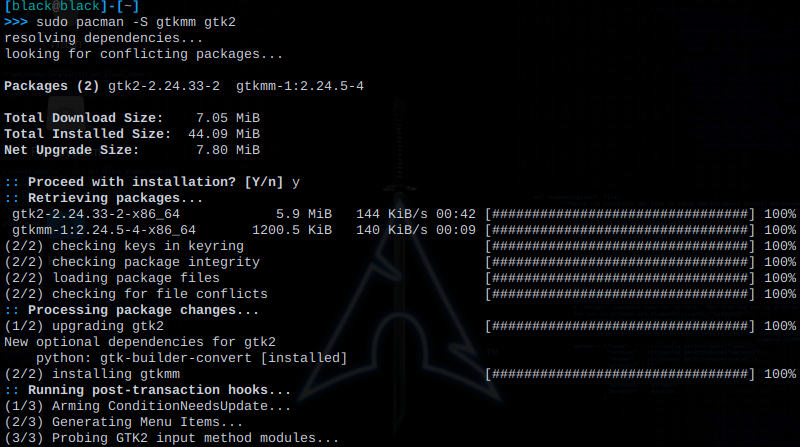 [black@black]-[~]
>>> sudo pacman -S gtkmm gtk2
resolving dependencies...
looking for conflicting packages...
Packages (2) gtk2-2.24.33-2  gtkmm-1:2.24.5-4
Total Download Size:    7.05 MiB
Total Installed Size:  44.09 MiB
Net Upgrade Size:       7.80 MiB
:: Proceed with installation? [Y/n] y
:: Retrieving packages...
 gtk2-2.24.33-2-x86_64            5.9 MiB   144 KiB/s 00:42 [################################] 100%
 gtkmm-1:2.24.5-4-x86_64       1200.5 KiB   140 KiB/s 00:09 [################################] 100%
(2/2) checking keys in keyring                              [################################] 100%
(2/2) checking package integrity                            [################################] 100%
(2/2) loading package files                                 [################################] 100%
(2/2) checking for file conflicts                           [################################] 100%
:: Processing package changes...
(1/2) upgrading gtk2                                        [################################] 100%
New optional dependencies for gtk2
    python: gtk-builder-convert [installed]
(2/2) installing gtkmm                                      [################################] 100%
:: Running post-transaction hooks...
(1/3) Arming ConditionNeedsUpdate...
(2/3) Generating Menu Items...
(3/3) Probing GTK2 input method modules...